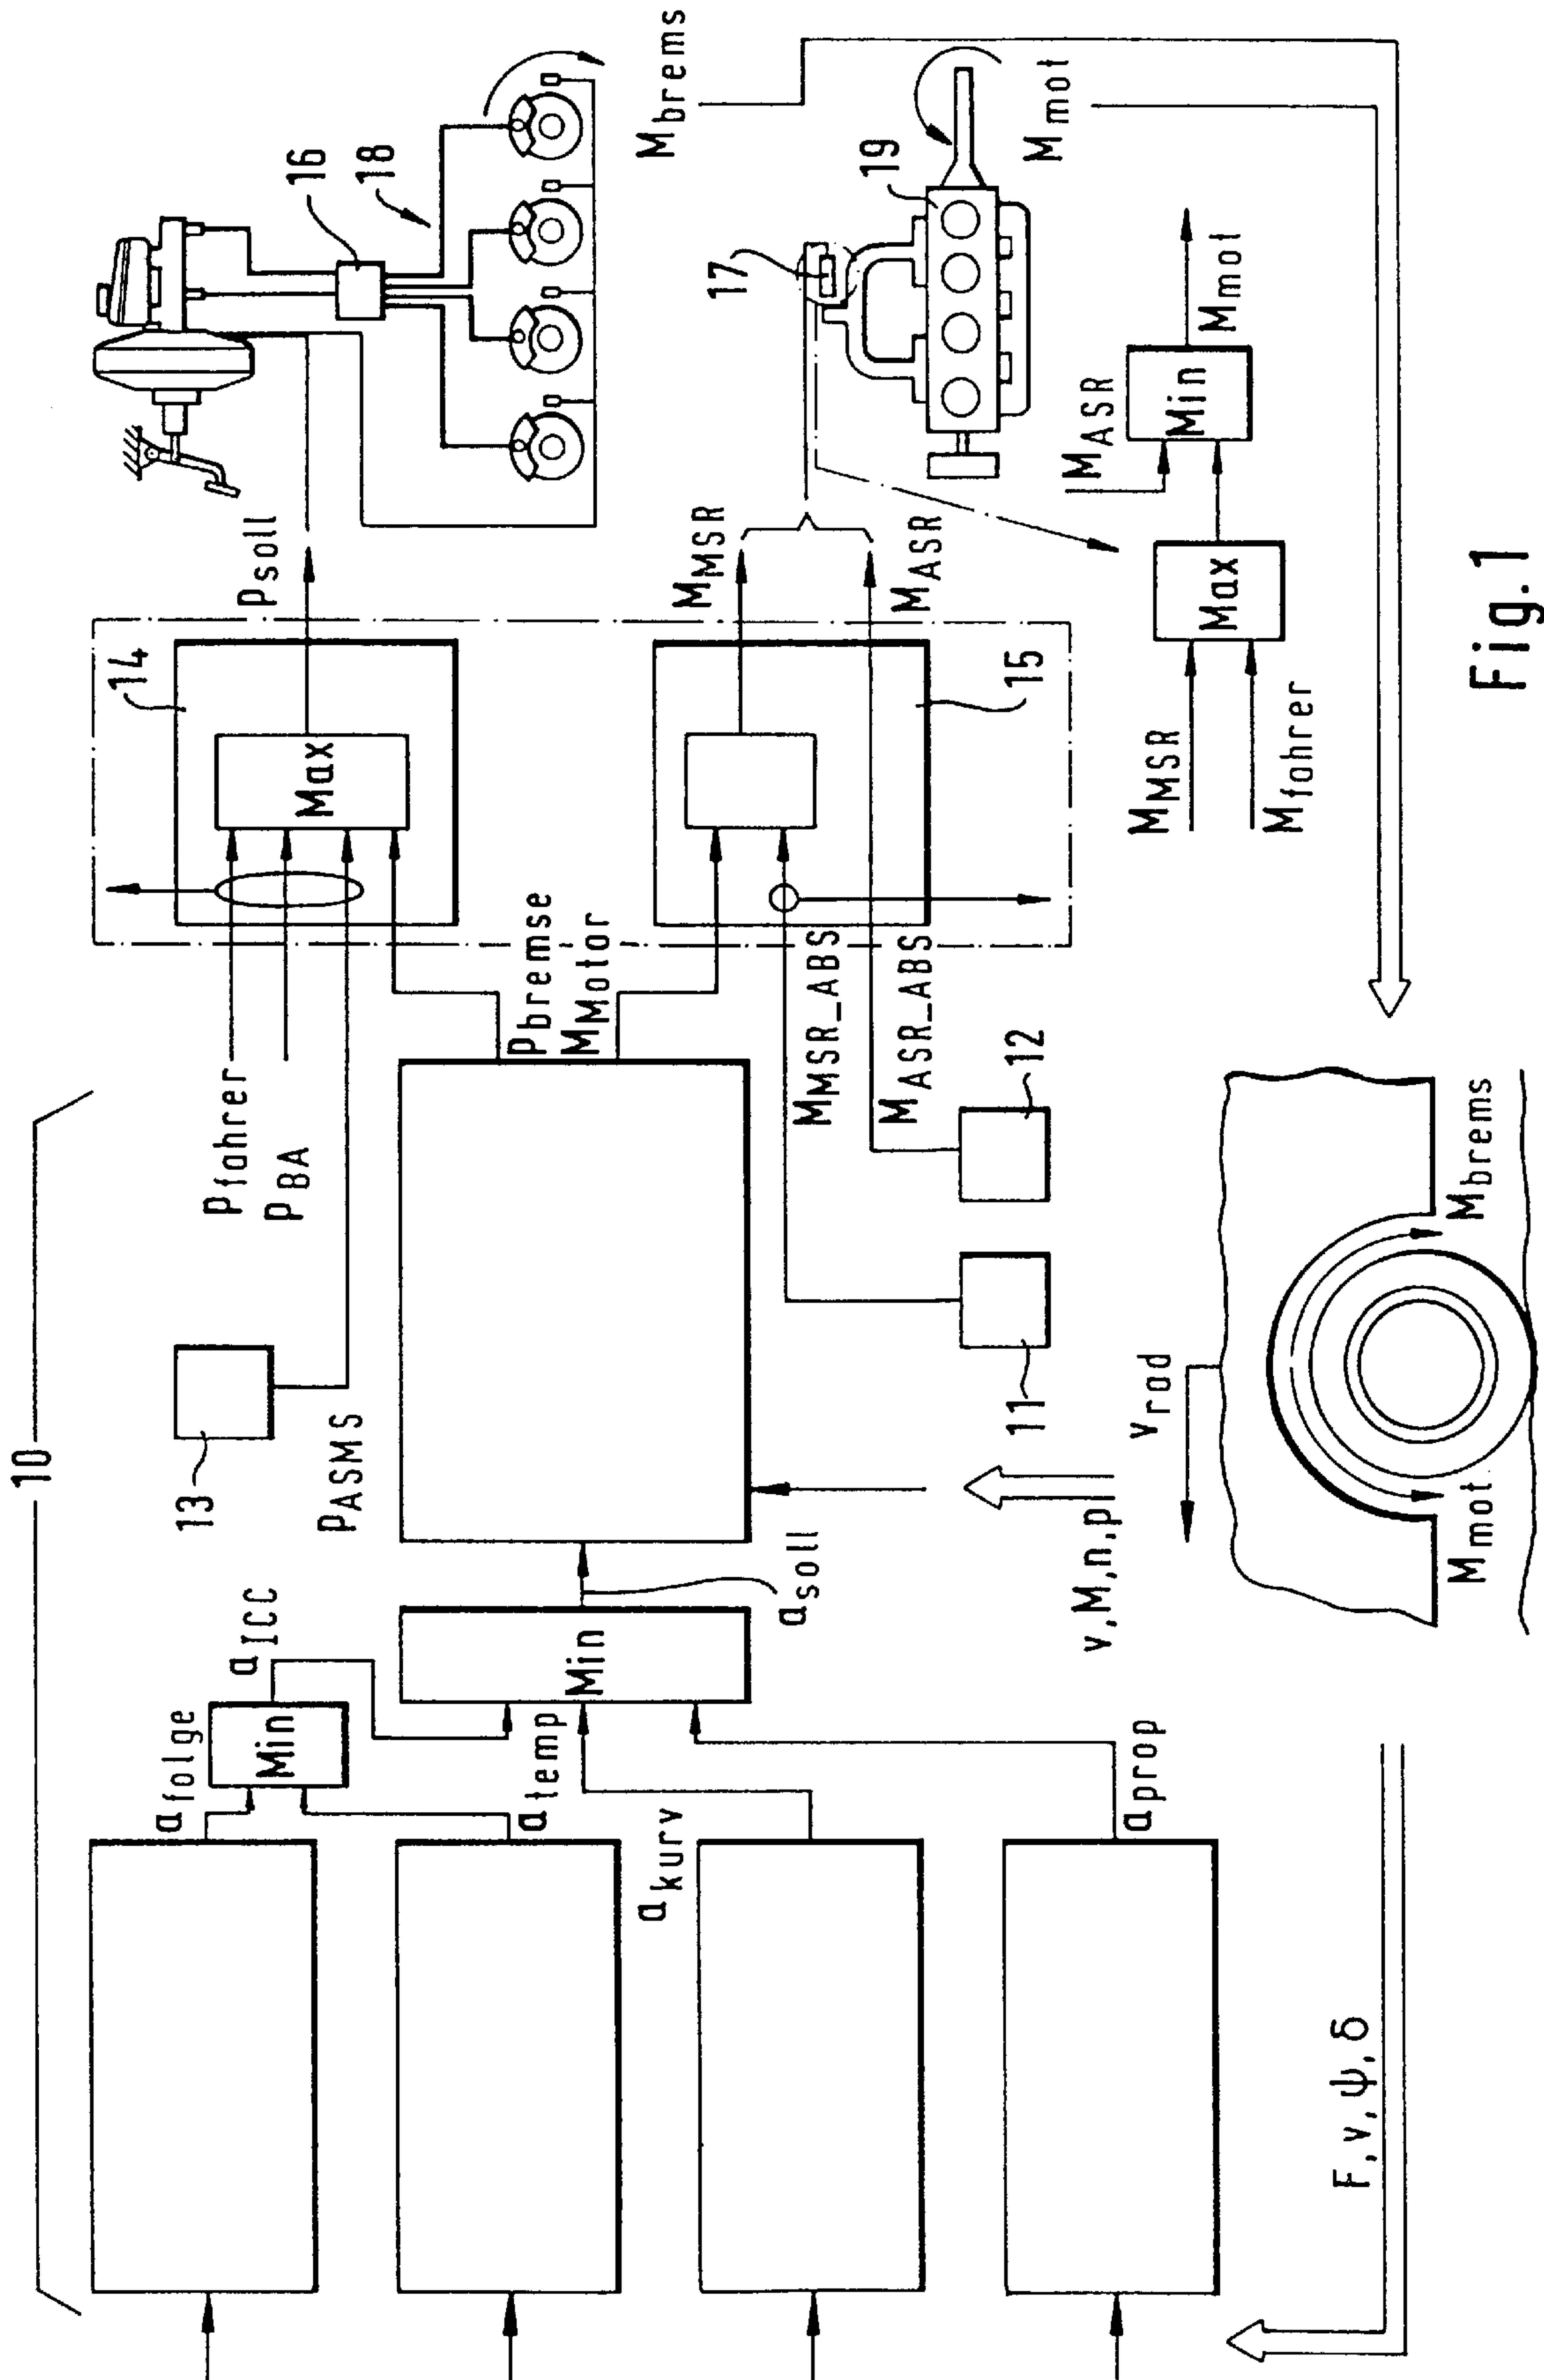 10
13
P_ASMS
P_fahrer
P_BA
14
Max
P_soll
16
18
a_folge
Min
a_ICC
a_temp
Min
a_soll
a_kurv
a_prop
P_bremse
M_Motor
M_MSR_ABS
M_ASR_ABS
11
12
15
M_MSR
M_ASR
17
19
M_brems
M_mot
M_MSR
M_fahrer
Max
M_ASR
Min
M_mot
v,M,n,p
v_rad
M_mot
M_brems
F,v,ψ,δ
Fig.1